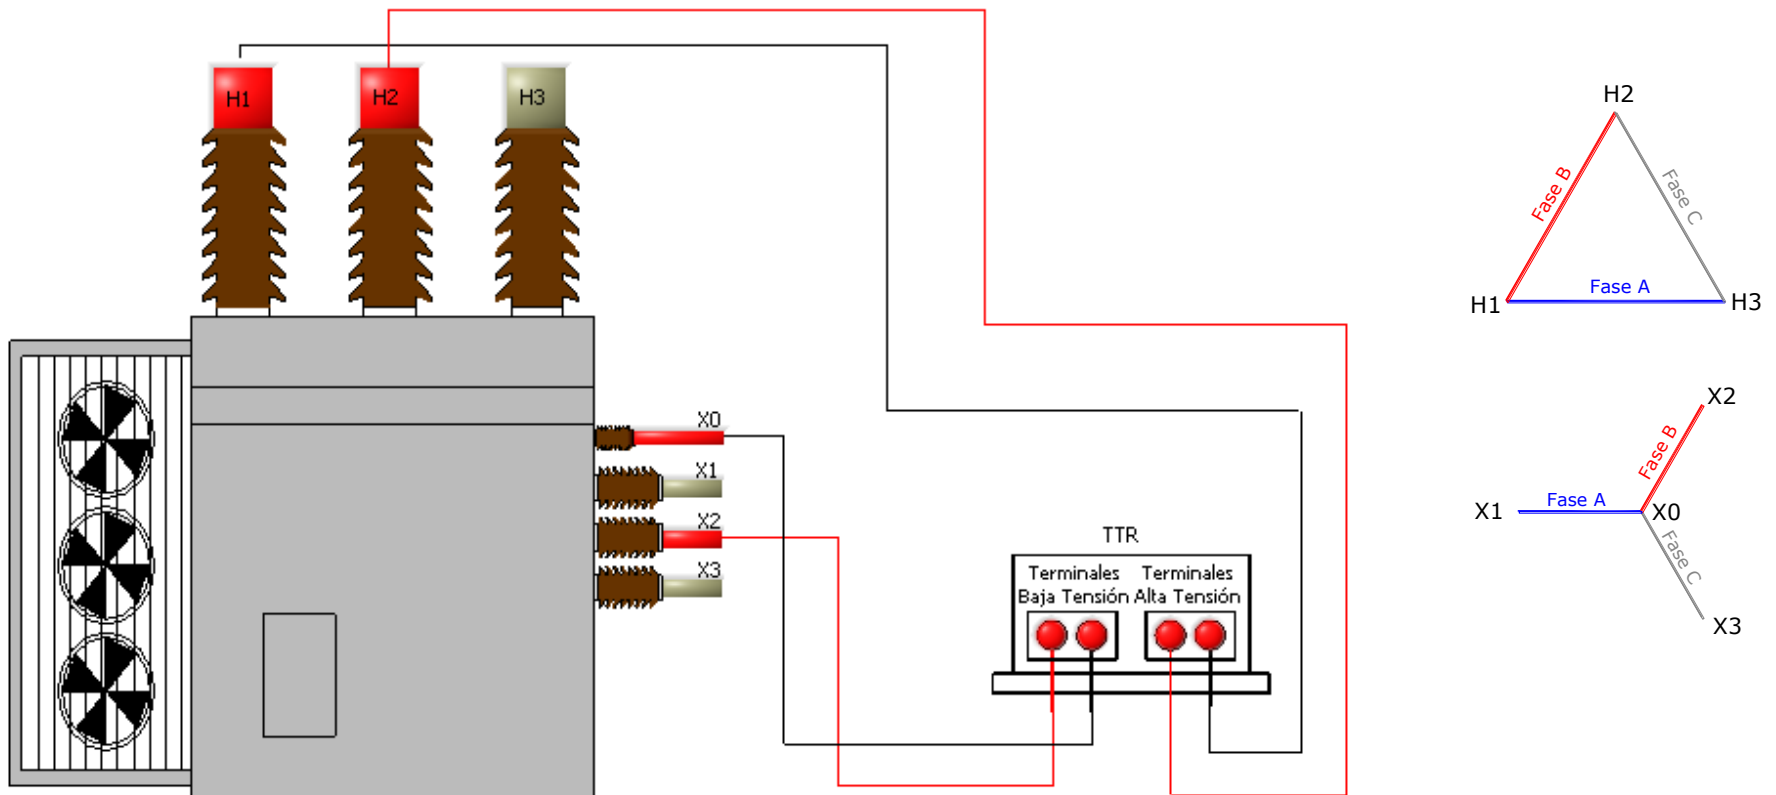 H1
H2
H3
X0
X1
X2
X3
TTR
Terminales
Baja Tensión
Terminales
Alta Tensión
H2
Fase B
Fase C
Fase A
H1
H3
X2
Fase B
Fase A
X1
X0
Fase C
X3